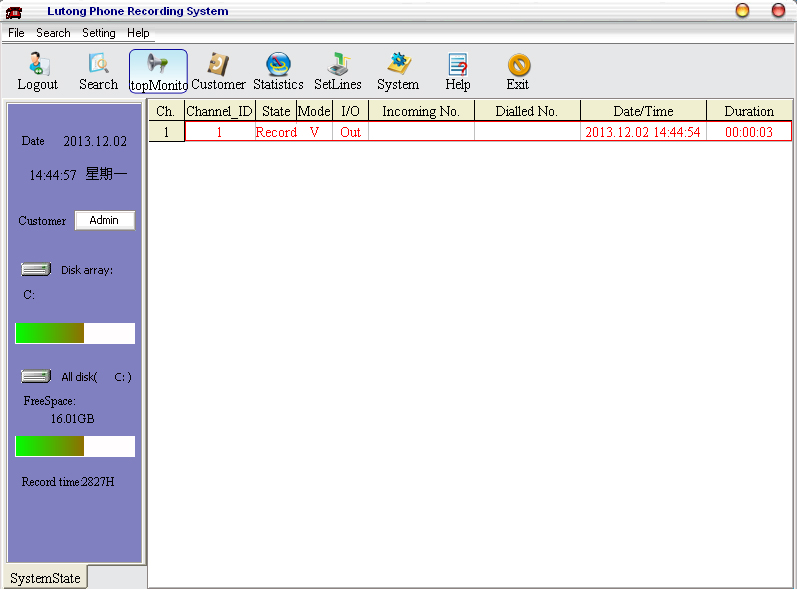 Lutong Phone Recording System
File Search Setting Help
Logout Search topMonito Customer Statistics SetLines System Help Exit
Ch. Channel_ID State Mode I/O Incoming No. Dialled No. Date/Time Duration
1 1 Record V Out 2013.12.02 14:44:54 00:00:03
Date 2013.12.02
14:44:57 星期一
Customer Admin
Disk array:
C:
All disk( C: )
FreeSpace:
16.01GB
Record time:2827H
SystemState